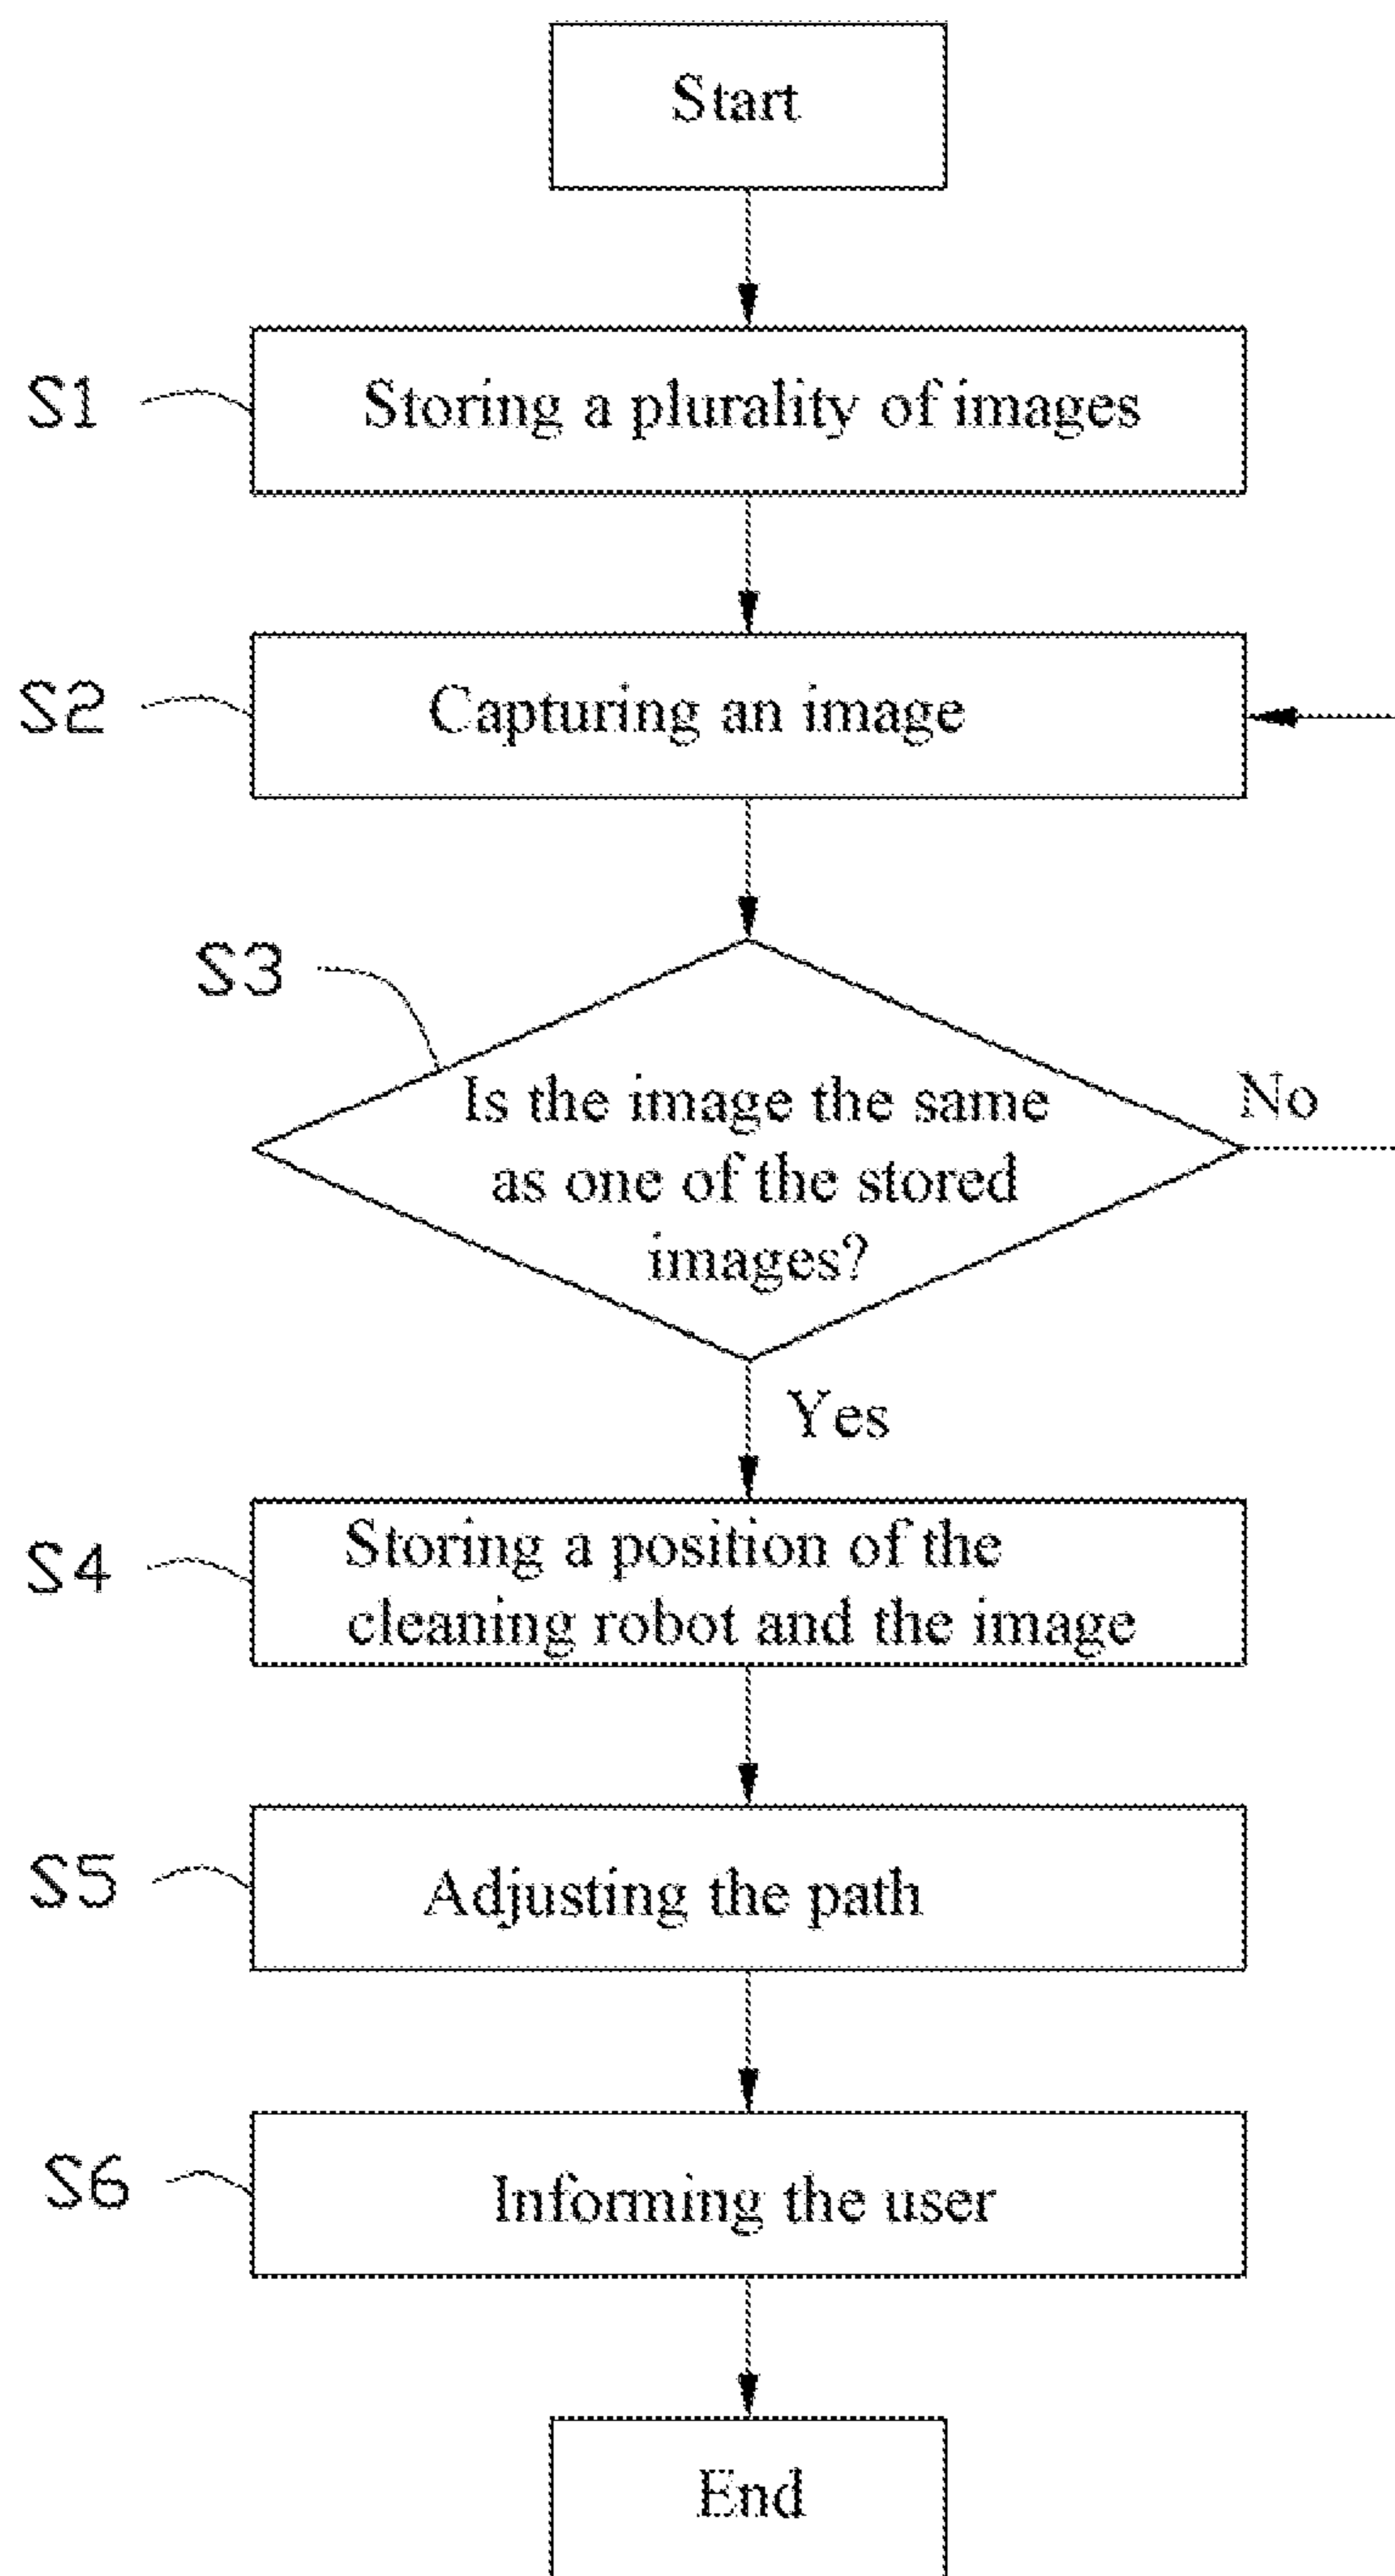 Start
S1
Storing a plurality of images
S2
Capturing an image
S3
Is the image the same
as one of the stored
images?
No
Yes
S4
Storing a position of the
cleaning robot and the image
S5
Adjusting the path
S6
Informing the user
End